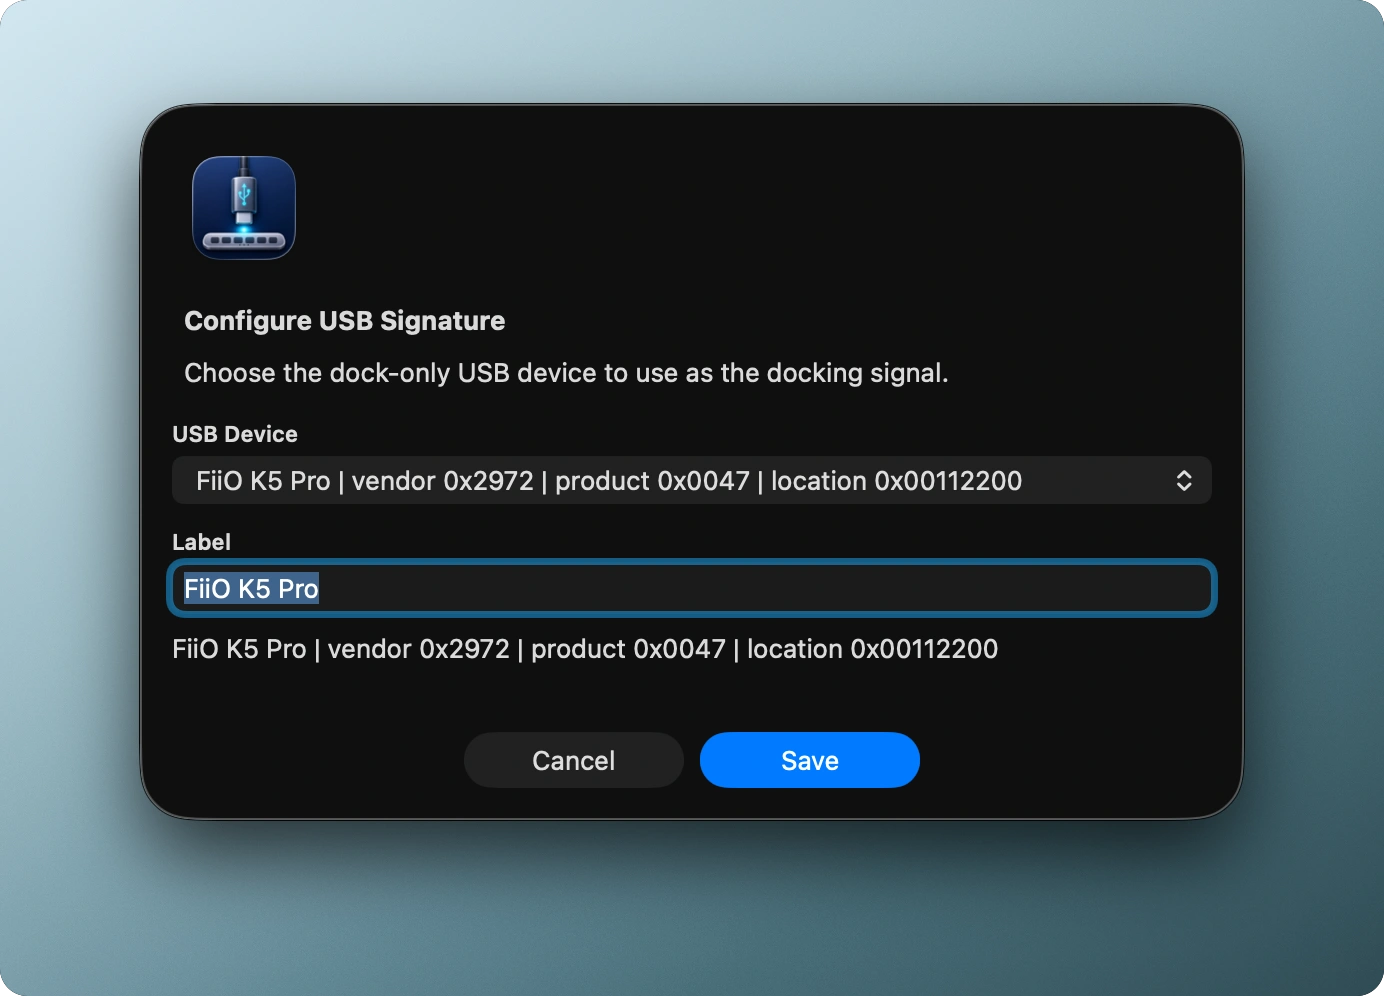 Configure USB Signature
Choose the dock-only USB device to use as the docking signal.
USB Device
FiiO K5 Pro | vendor 0x2972 | product 0x0047 | location 0x00112200
Label
FiiO K5 Pro
FiiO K5 Pro | vendor 0x2972 | product 0x0047 | location 0x00112200
Cancel
Save